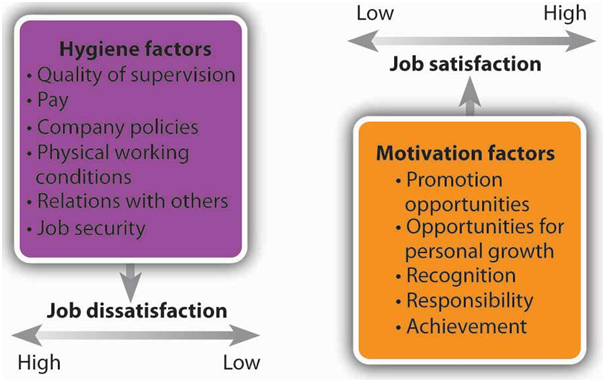 Hygiene factors
• Quality of supervision
• Pay
• Company policies
• Physical working
conditions
• Relations with others
• Job security
Job dissatisfaction
High Low
Low High
Job satisfaction
Motivation factors
• Promotion
opportunities
• Opportunities for
personal growth
• Recognition
• Responsibility
• Achievement